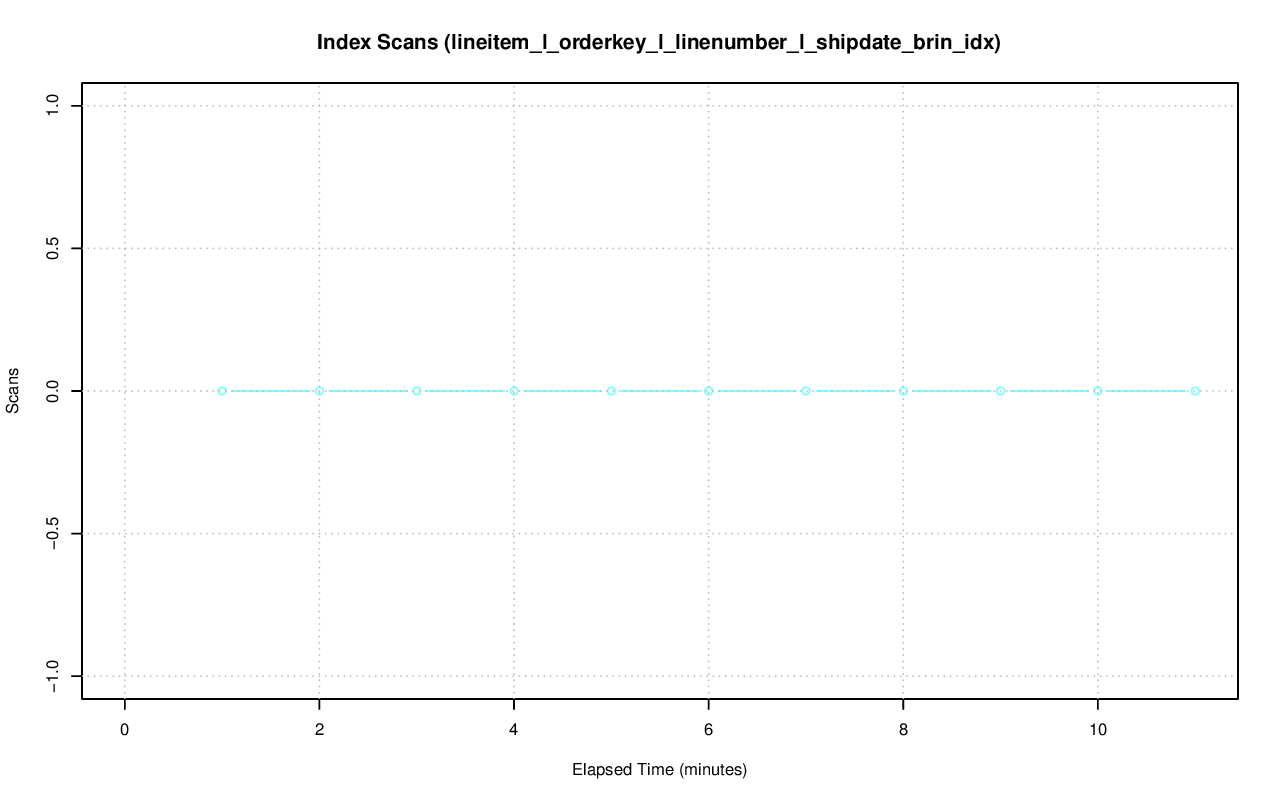 Index Scans (lineitem_l_orderkey_l_linenumber_l_shipdate_brin_idx)
1.0
0.5
0.0
−0.5
−1.0
Scans
0 2 4 6 8 10
Elapsed Time (minutes)